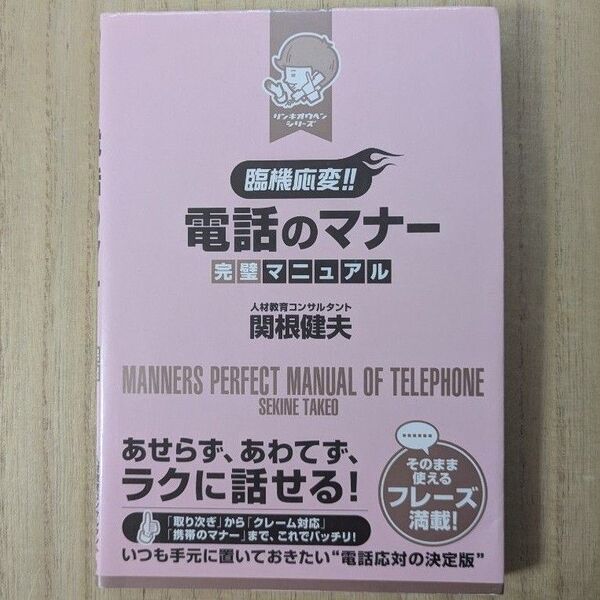 リンキオウヘン
シリーズ
臨機応変!!
電話のマナー
完璧マニュアル
人材教育コンサルタント
関根健夫
MANNERS PERFECT MANUAL OF TELEPHONE
SEKINE TAKEO
あせらず、あわてず、
ラクに話せる!
「取り次ぎ」から「クレーム対応」
「携帯のマナー」まで、これでバッチリ!
いつも手元に置いておきたい“電話応対の決定版”
そのまま
使える
フレーズ
満載!